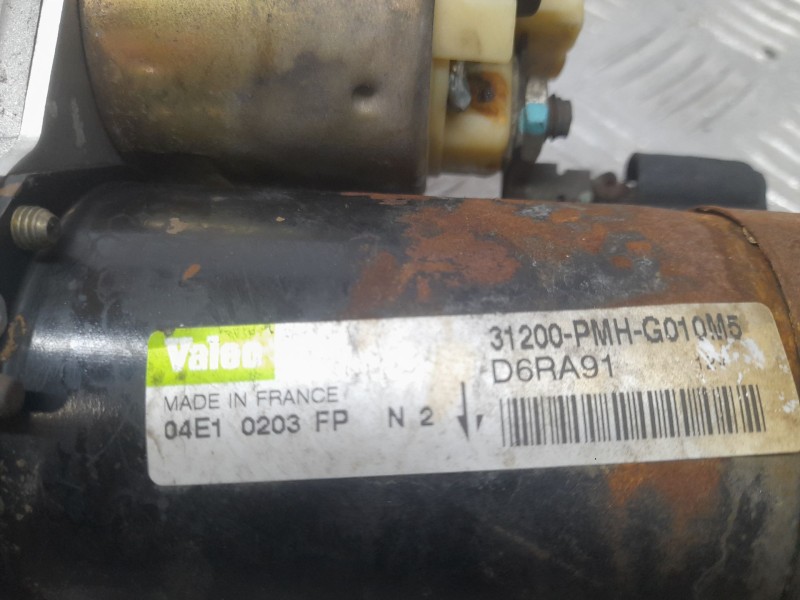 Valeo
31200-PMH-G010M5
D6RA91
MADE IN FRANCE
04E1 0203 FP N 2